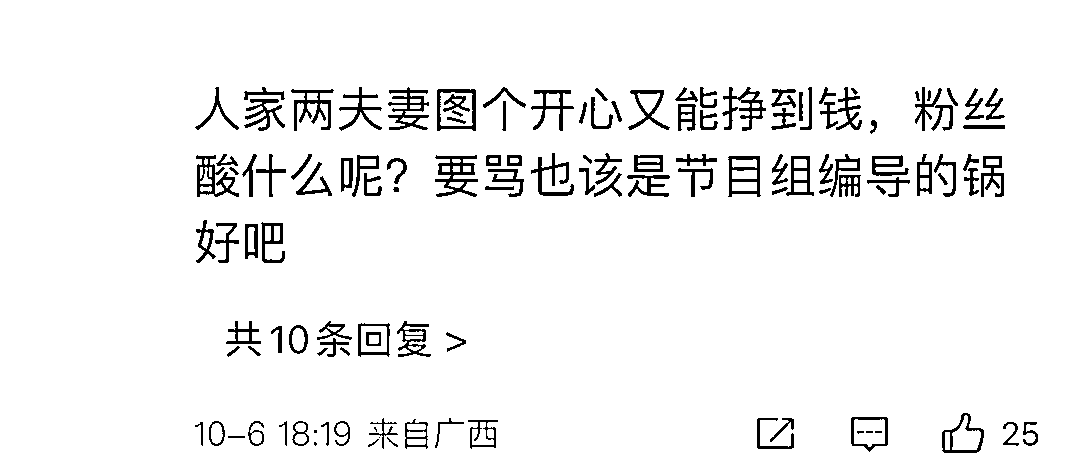 人家两夫妻图个开心又能挣到钱，粉丝
酸什么呢？要骂也该是节目组编导的锅
好吧
共10条回复 >
10-6 18:19 来自广西 25